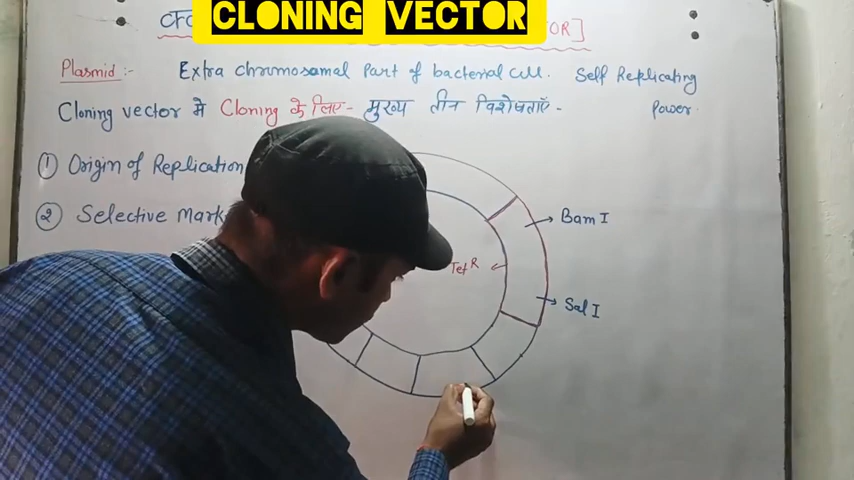 CLONING VECTOR
OR]
Plasmid :- Extra chromosomal Part of bacterial cell. Self Replicating
Power.
Cloning vector मे Cloning के लिए - मुख्य तीन विशेषताएँ -
① Origin of Replication
② Selective Mark
Bam I
Tet R
Sal I